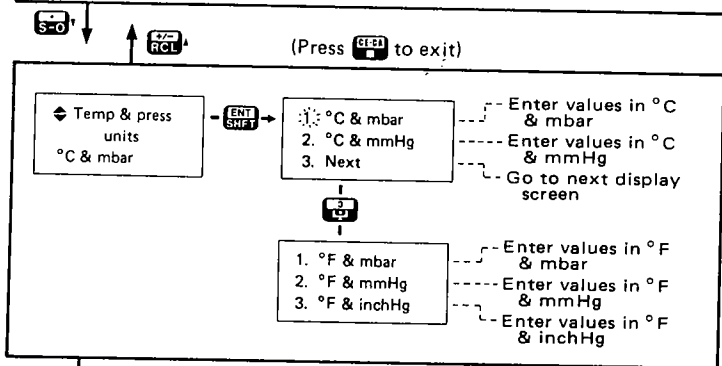 S-O
+/-
RCL
(Press CE·CA to exit)
Temp & press
units
°C & mbar
ENT
SHFT
1. °C & mbar
2. °C & mmHg
3. Next
Enter values in °C
& mbar
Enter values in °C
& mmHg
Go to next display
screen
3
1. °F & mbar
2. °F & mmHg
3. °F & inchHg
Enter values in °F
& mbar
Enter values in °F
& mmHg
Enter values in °F
& inchHg